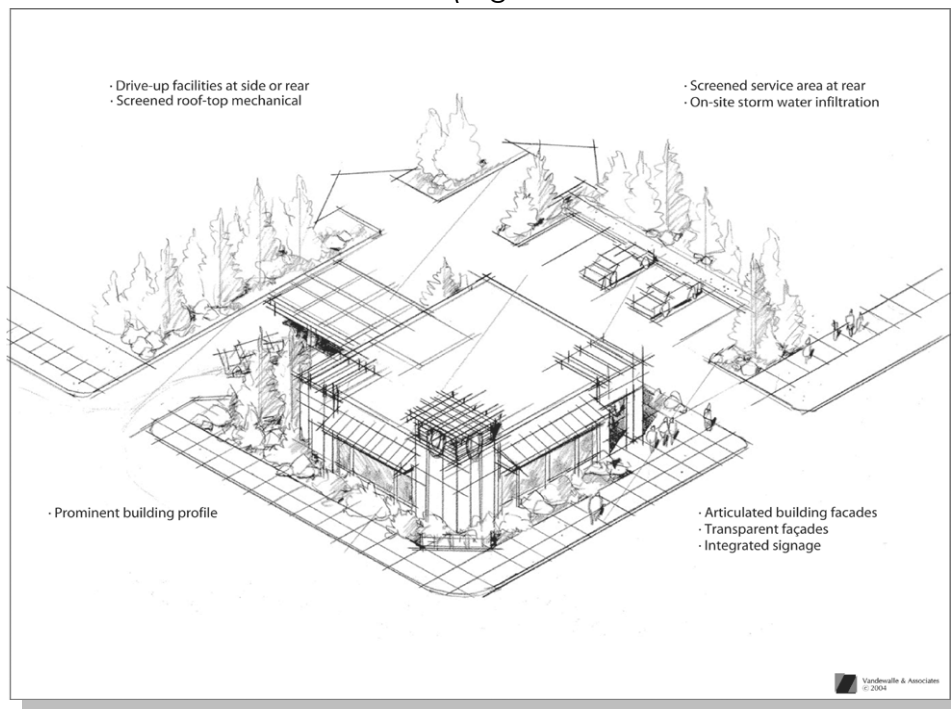 · Drive-up facilities at side or rear
· Screened roof-top mechanical
· Screened service area at rear
· On-site storm water infiltration
· Prominent building profile
· Articulated building facades
· Transparent façades
· Integrated signage
Vandewalle & Associates
© 2004